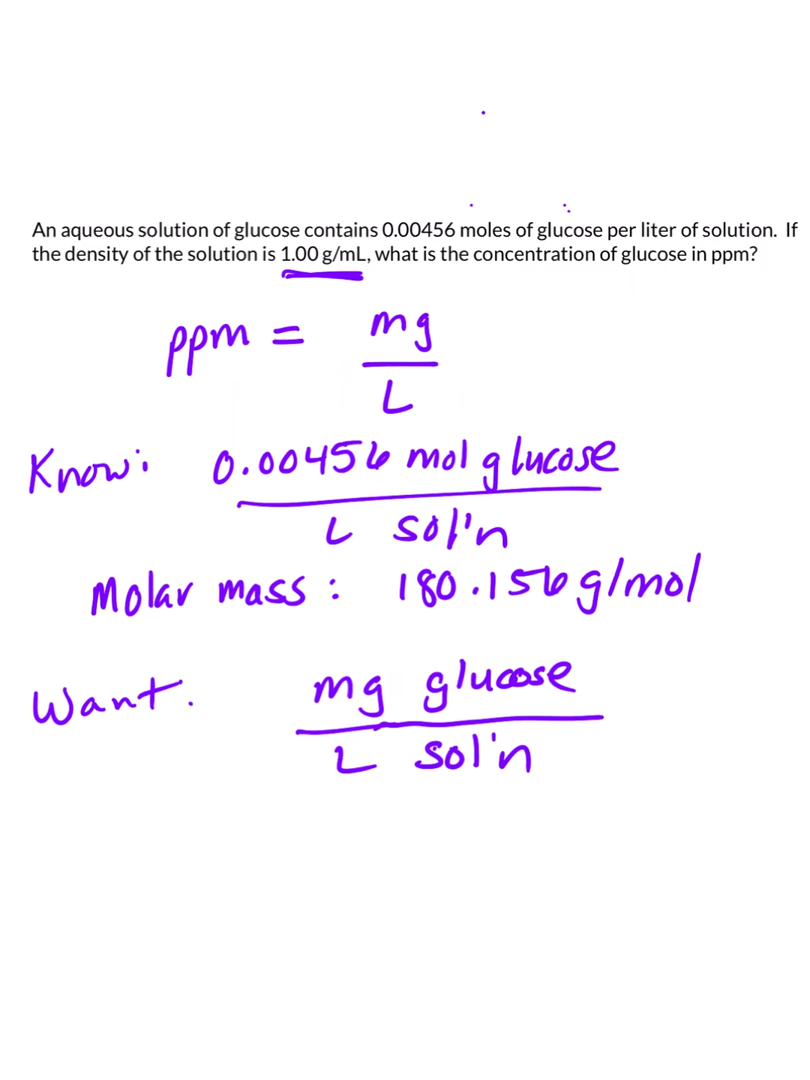 An aqueous solution of glucose contains 0.00456 moles of glucose per liter of solution. If
the density of the solution is 1.00 g/mL, what is the concentration of glucose in ppm?
ppm = mg
L
Know: 0.00456 mol glucose
L sol'n
Molar mass: 180.156 g/mol
Want. mg glucose
L sol'n